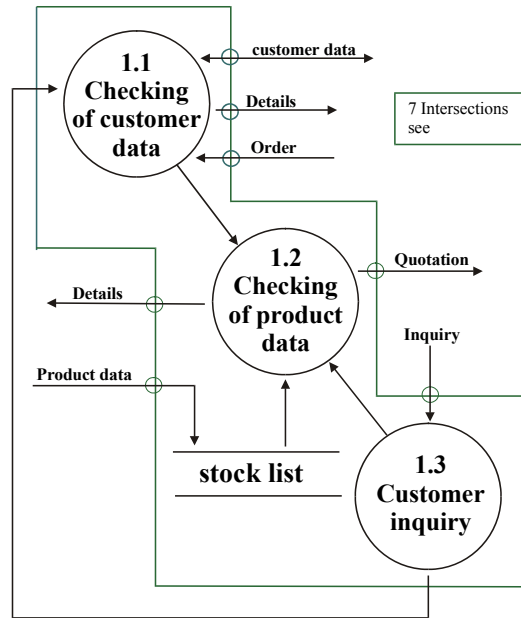 customer data
1.1
Checking
of customer
data
Details
Order
7 Intersections
see
1.2
Checking
of product
data
Quotation
Details
Inquiry
Product data
stock list
1.3
Customer
inquiry